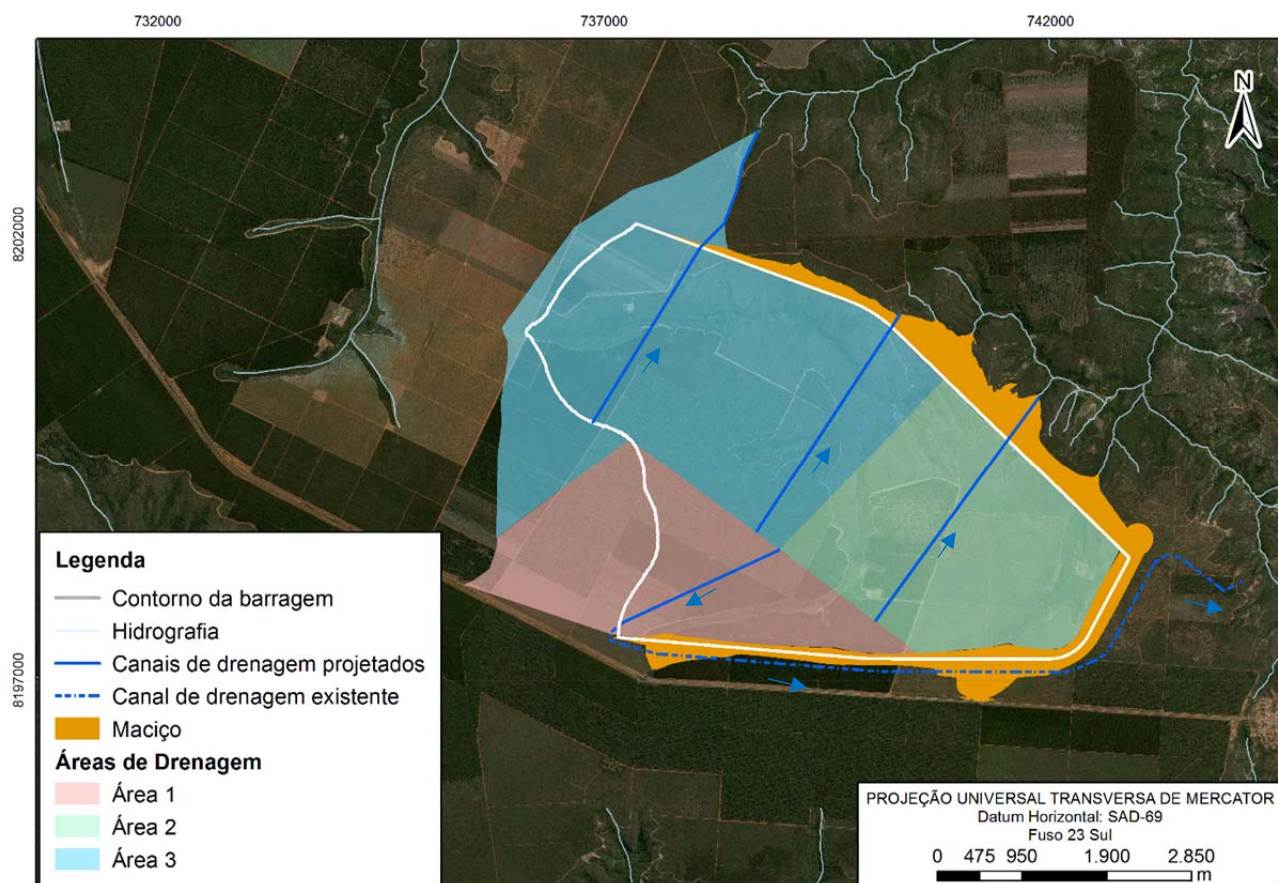 732000
737000
742000
N
8202000
8197000
Legenda
Contorno da barragem
Hidrografia
Canais de drenagem projetados
Canal de drenagem existente
Maciço
Áreas de Drenagem
Área 1
Área 2
Área 3
PROJEÇÃO UNIVERSAL TRANSVERSA DE MERCATOR
Datum Horizontal: SAD-69
Fuso 23 Sul
0 475 950 1.900 2.850
m